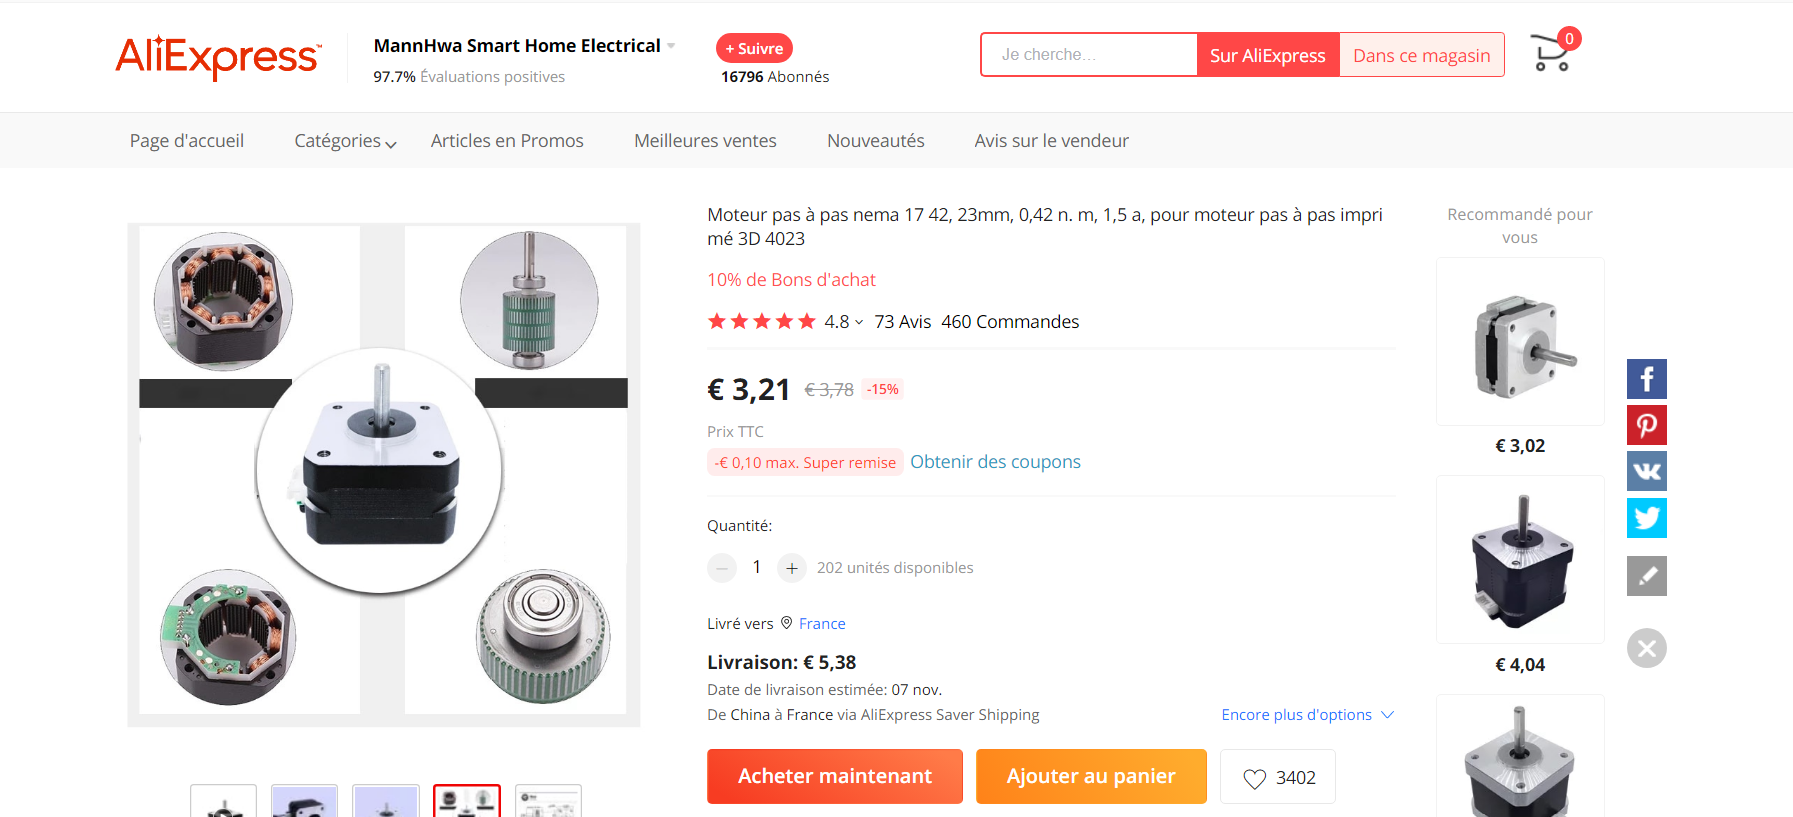 AliExpress™
MannHwa Smart Home Electrical
97.7% Évaluations positives
+ Suivre
16796 Abonnés
Je cherche...
Sur AliExpress
Dans ce magasin
0
Page d'accueil
Catégories
Articles en Promos
Meilleures ventes
Nouveautés
Avis sur le vendeur
Moteur pas à pas nema 17 42, 23mm, 0,42 n. m, 1,5 a, pour moteur pas à pas impri
mé 3D 4023
10% de Bons d'achat
4.8 73 Avis 460 Commandes
€ 3,21 € 3,78 -15%
Prix TTC
-€ 0,10 max. Super remise Obtenir des coupons
Quantité:
− 1 + 202 unités disponibles
Livré vers France
Livraison: € 5,38
Date de livraison estimée: 07 nov.
De China à France via AliExpress Saver Shipping
Encore plus d'options
Acheter maintenant
Ajouter au panier
3402
Recommandé pour
vous
€ 3,02
€ 4,04